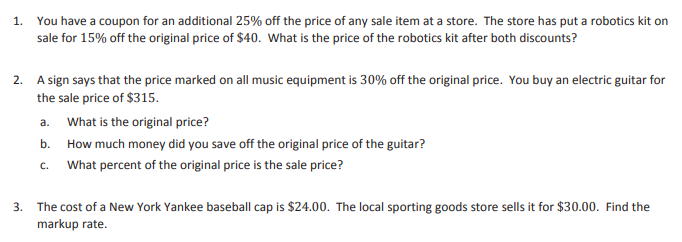 1. You have a coupon for an additional 25% off the price of any sale item at a store. The store has put a robotics kit on
sale for 15% off the original price of $40. What is the price of the robotics kit after both discounts?
2. A sign says that the price marked on all music equipment is 30% off the original price. You buy an electric guitar for
the sale price of $315.
a. What is the original price?
b. How much money did you save off the original price of the guitar?
c. What percent of the original price is the sale price?
3. The cost of a New York Yankee baseball cap is $24.00. The local sporting goods store sells it for $30.00. Find the
markup rate.